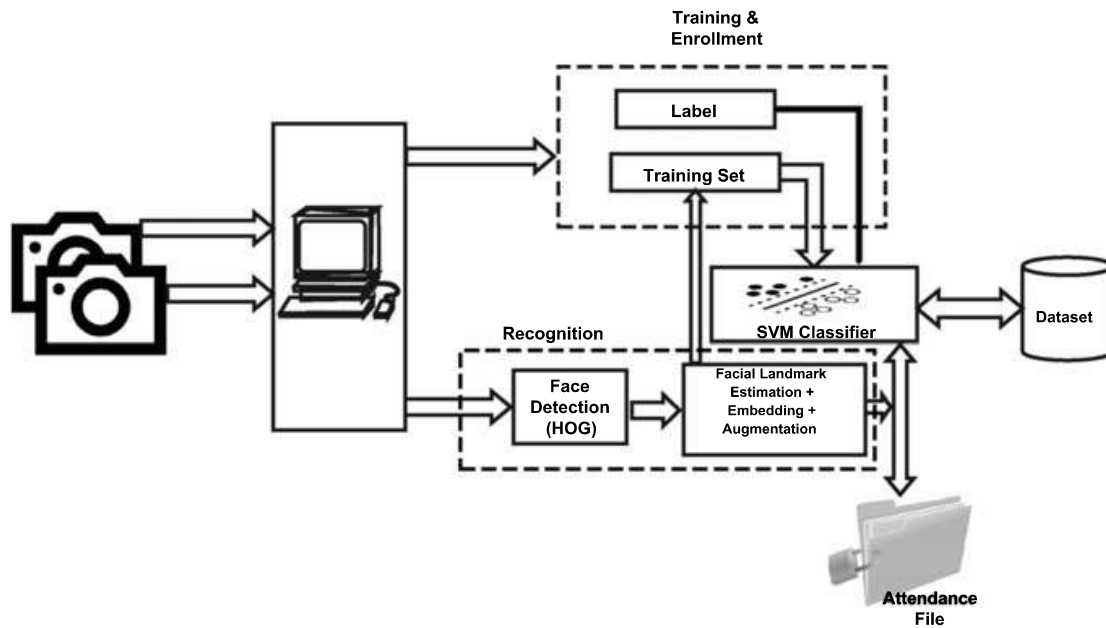 Training &
Enrollment
Label
Training Set
SVM Classifier
Dataset
Recognition
Face
Detection
(HOG)
Facial Landmark
Estimation +
Embedding +
Augmentation
Attendance
File